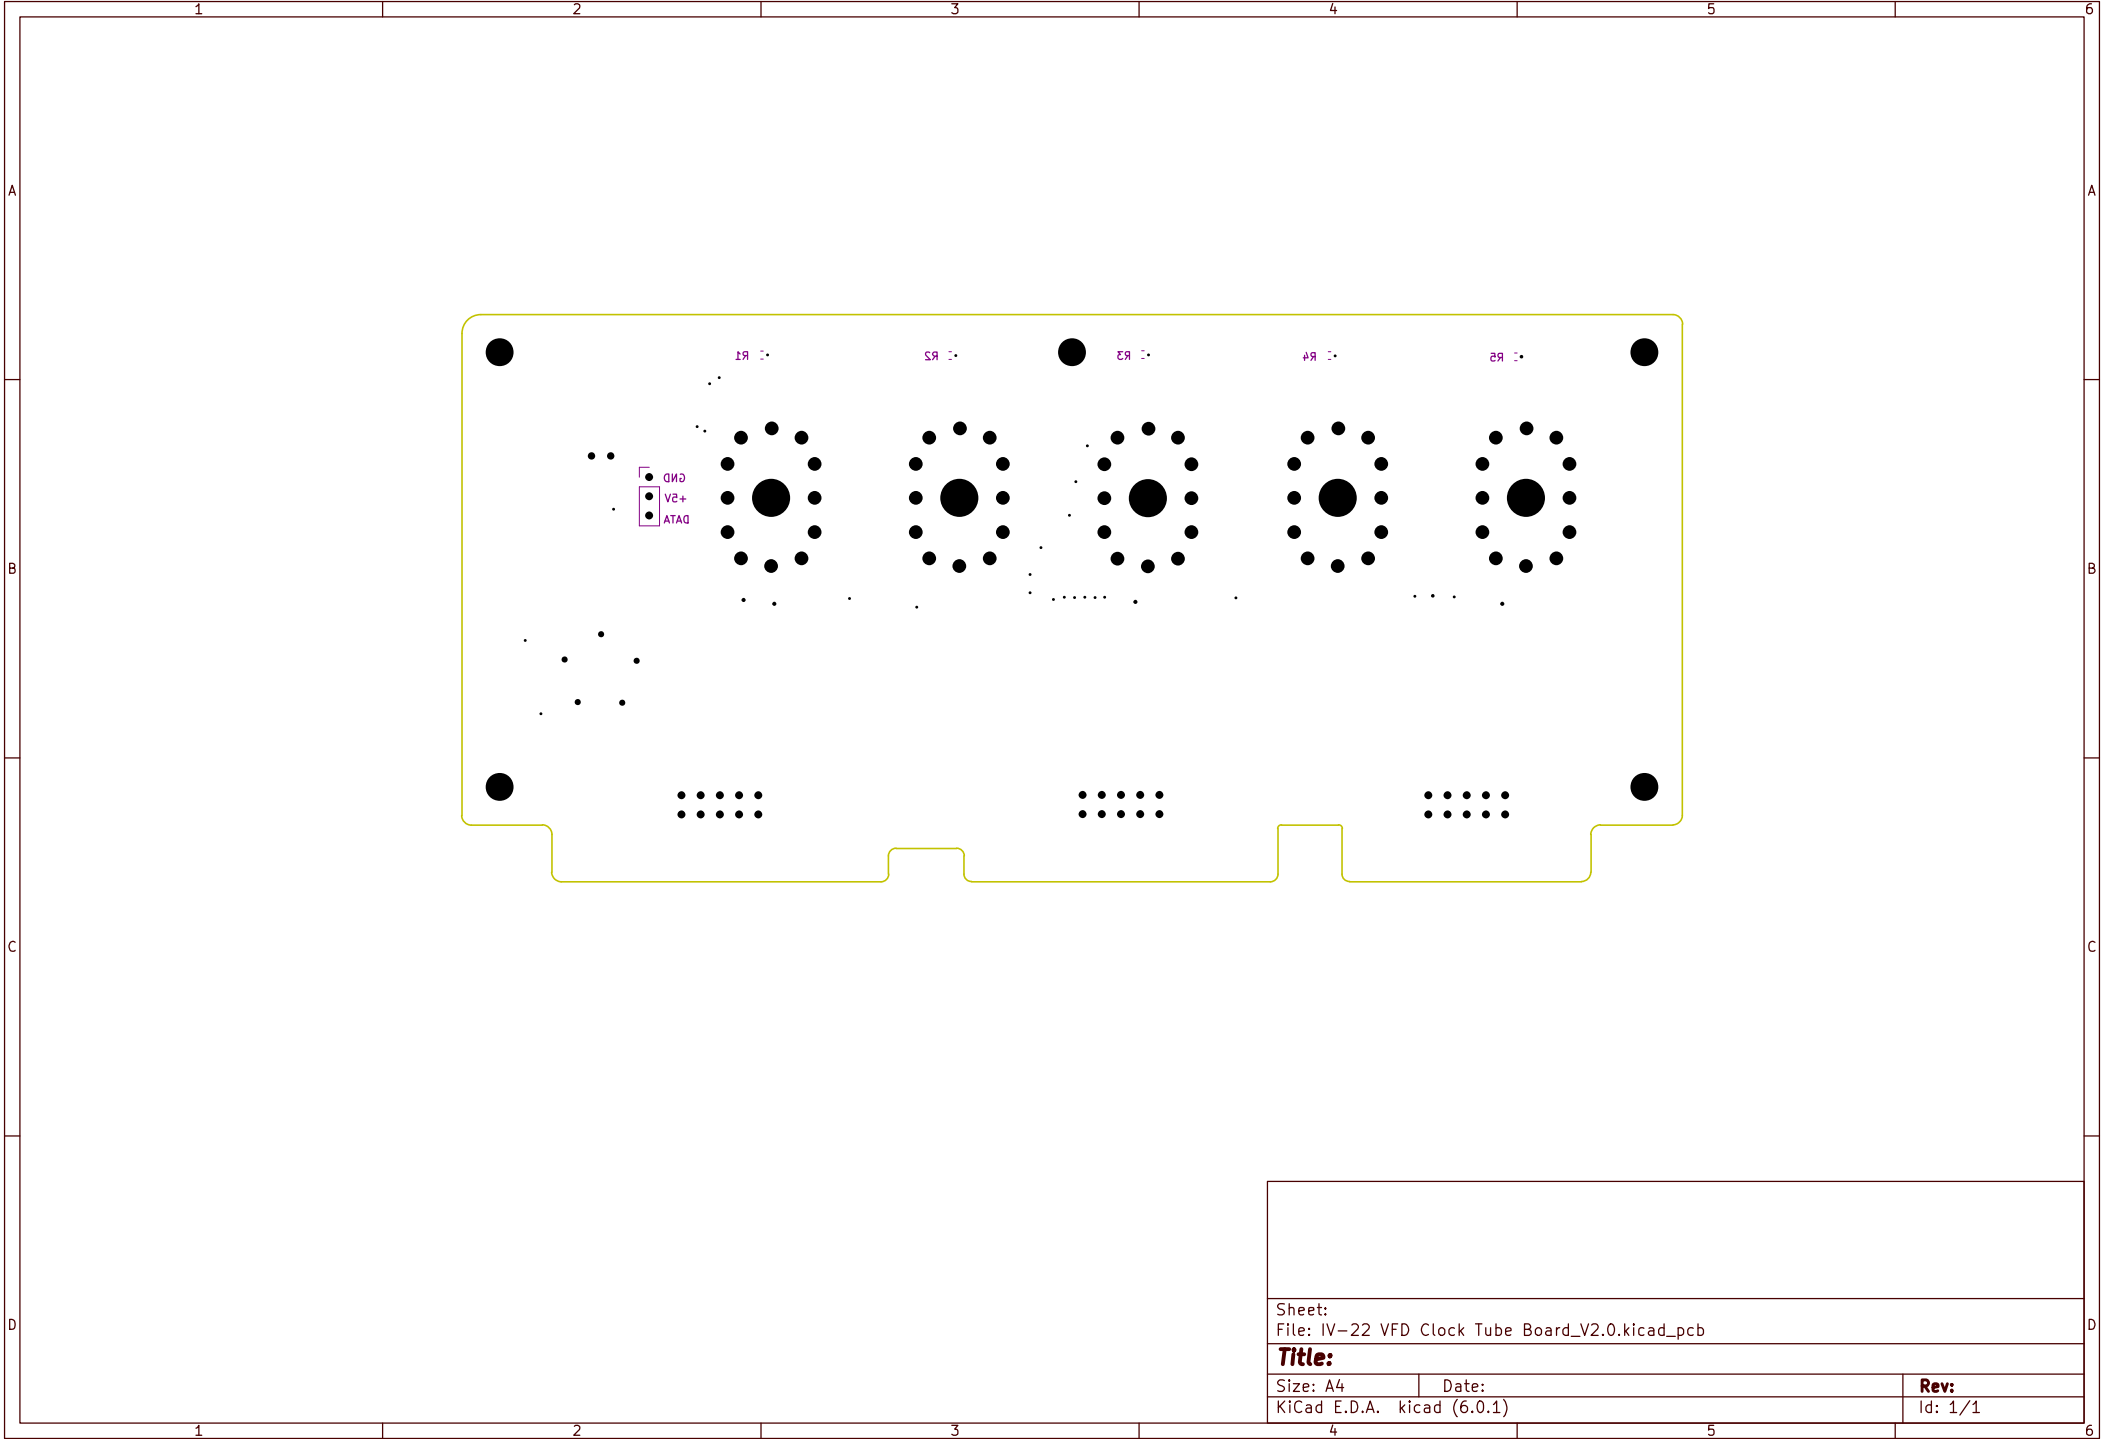 1 2 3 4 5 6
A A
R1 R2 R3 R4 R5
GND
+5V
DATA
B B
C C
Sheet:
File: IV-22 VFD Clock Tube Board_V2.0.kicad_pcb
D D
Title:
Size: A4 Date: Rev:
KiCad E.D.A. kicad (6.0.1) Id: 1/1
1 2 3 4 5 6